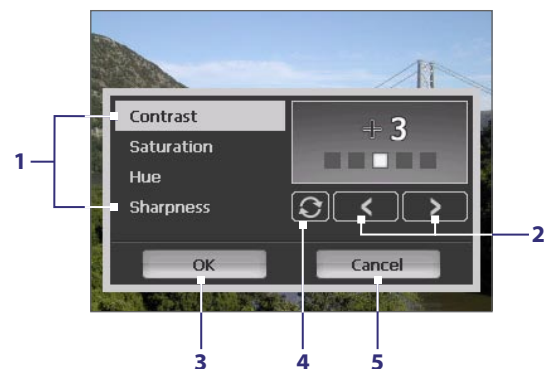 Contrast
Saturation
Hue
Sharpness
+ 3
1
2
OK
Cancel
3
4
5